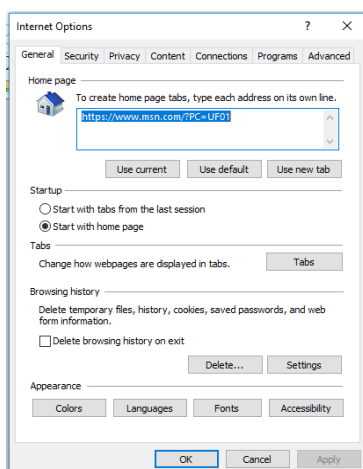 Internet Options
General Security Privacy Content Connections Programs Advanced
Home page
To create home page tabs, type each address on its own line.
https://www.msn.com/?PC=UF01
Use current Use default Use new tab
Startup
Start with tabs from the last session
Start with home page
Tabs
Change how webpages are displayed in tabs. Tabs
Browsing history
Delete temporary files, history, cookies, saved passwords, and web
form information.
Delete browsing history on exit
Delete... Settings
Appearance
Colors Languages Fonts Accessibility
OK Cancel Apply